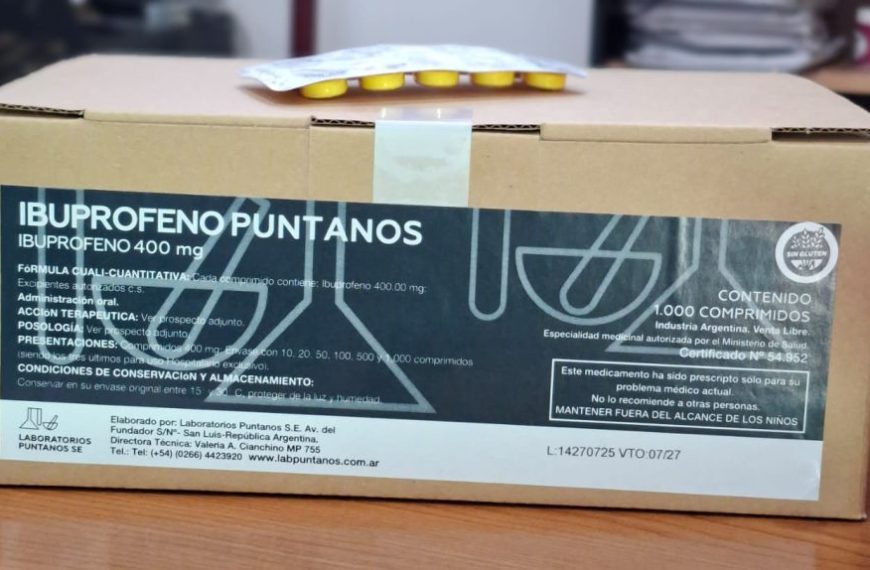 IBUPROFENO PUNTANOS
IBUPROFENO 400 mg
FóRMULA CUALI-CUANTITATIVA: Cada comprimido contiene: Ibuprofeno 400.00 mg:
Excipientes autorizados c.s.
Administración oral.
ACCIóN TERAPEUTICA: Ver prospecto adjunto.
POSOLOGÍA: Ver prospecto adjunto.
PRESENTACIONES: Comprimidos 400 mg: Envase con 10, 20. 50, 100, 500 y 1.000 comprimidos
(siendo los tres últimos para uso Hospitalario exclusivo).
CONDICIONES DE CONSERVACIóN Y ALMACENAMIENTO:
Conservar en su envase original entre 15° y 30° C, proteger de la luz y humedad.
SIN GLUTEN
CONTENIDO
1.000 COMPRIMIDOS
Industria Argentina. Venta Libre.
Especialidad medicinal autorizada por el Ministerio de Salud.
Certificado N° 54.952
Este medicamento ha sido prescripto solo para su
problema médico actual.
No lo recomiende a otras personas.
MANTENER FUERA DEL ALCANCE DE LOS NIÑOS
LABORATORIOS
PUNTANOS SE
Elaborado por: Laboratorios Puntanos S.E. Av. del
Fundador S/N°- San Luis-República Argentina.
Directora Técnica: Valeria A. Cianchino MP 755
Tel.: Tel: (+54) (0266) 4423920 www.labpuntanos.com.ar
L:14270725 VTO:07/27